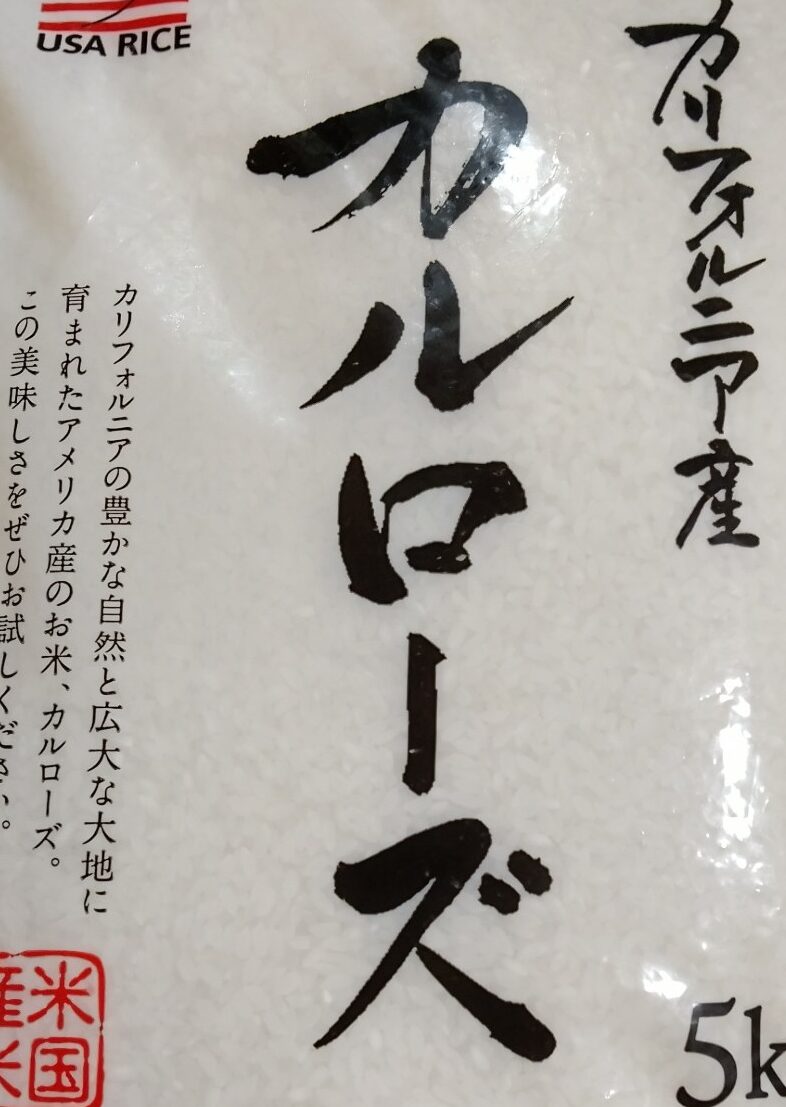 USA RICE
カリフォルニア産
カルローズ
カリフォルニアの豊かな自然と広大な大地に
育まれたアメリカ産のお米、カルローズ。
この美味しさをぜひお試しください。
米国
産米
5k